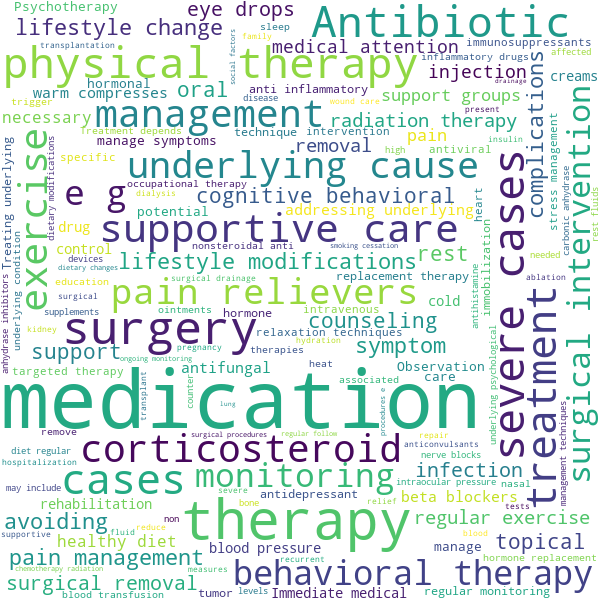 Psychotherapy
eye drops
Antibiotic
lifestyle change
sleep
transplantation
family
social factors
medical attention
immunosuppressants
physical therapy
inflammatory drugs
affected
hormonal
anti inflammatory
injection
drainage
creams
warm compresses
oral
disease
support groups
complications
trigger
wound care
present
necessary
management
technique
intervention
radiation therapy
insulin
Treatment depends
manage symptoms
removal
pain
Treating underlying
underlying condition
dietary modifications
exercise
specific
underlying cause
high
antiviral
stress management
carbonic anhydrase
rest fluids
surgical intervention
occupational therapy
dialysis
e g
cognitive behavioral
heart
potential
addressing underlying
drug
supportive care
severe cases
control
nonsteroidal anti
smoking cessation
devices
dietary changes
lifestyle modifications
rest
immobilization
needed
education
surgical drainage
replacement therapy
antihistamine
ablation
surgical
supplements
pain relievers
cold
anhydrase inhibitors
ointments
hormone
intravenous
counseling
treatment
kidney
surgery
relaxation techniques
hydration
support
ongoing monitoring
pregnancy
therapies
symptom
underlying psychological
targeted therapy
antifungal
heat
associated
Observation
care
medication
transplant
counter
lung
procedures e
management techniques
remove
surgical procedures
regular follow
repair
corticosteroid
anticonvulsants
diet regular
nerve blocks
hospitalization
cases
monitoring
infection
intraocular pressure
nasal
severe
relief
tests
may include
bone
antidepressant
beta blockers
rehabilitation
non
therapy
avoiding
regular exercise
topical
supportive
fluid
reduce
healthy diet
blood pressure
manage
blood
pain management
recurrent
hormone replacement
chemotherapy radiation
measures
behavioral therapy
surgical removal
tumor
levels
regular monitoring
blood transfusion
Immediate medical